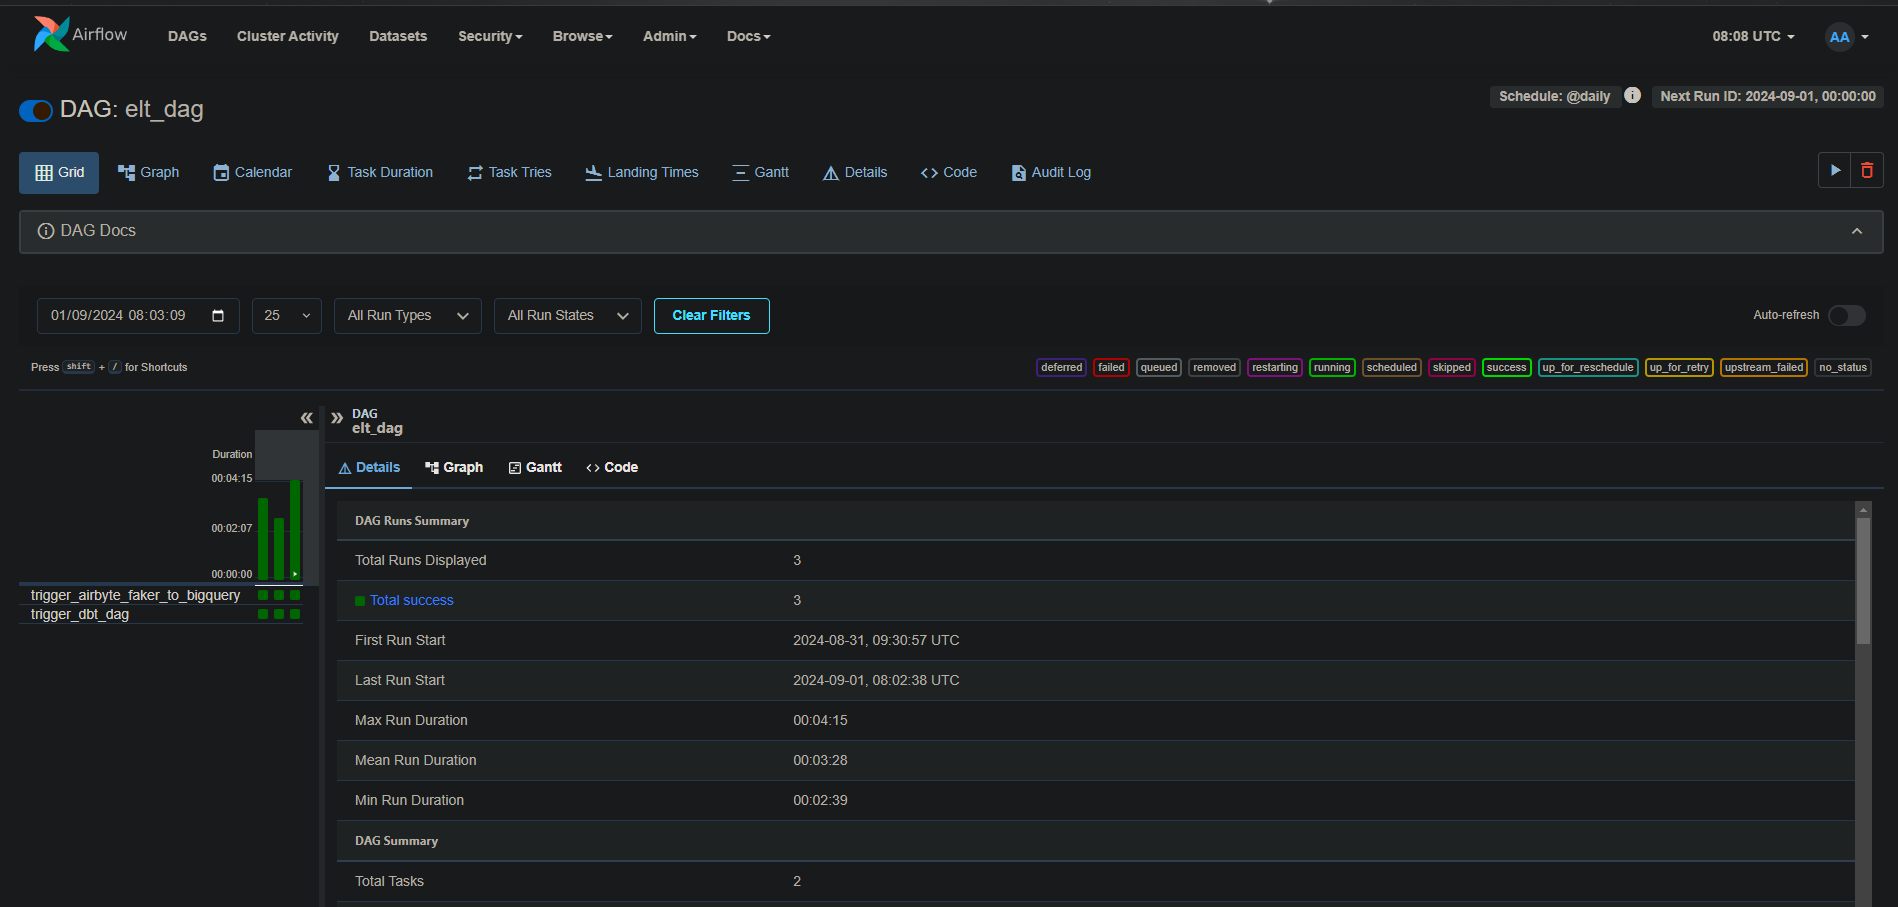 Airflow DAGs Cluster Activity Datasets Security Browse Admin Docs 08:08 UTC AA
DAG: elt_dag
Schedule: @daily Next Run ID: 2024-09-01, 00:00:00
Grid Graph Calendar Task Duration Task Tries Landing Times Gantt Details Code Audit Log
DAG Docs
01/09/2024 08:03:09 25 All Run Types All Run States Clear Filters Auto-refresh
Press shift + / for Shortcuts
deferred failed queued removed restarting running scheduled skipped success up_for_reschedule up_for_retry upstream_failed no_status
Duration
00:04:15
00:02:07
00:00:00
trigger_airbyte_faker_to_bigquery
trigger_dbt_dag
DAG
elt_dag
Details Graph Gantt Code
DAG Runs Summary
Total Runs Displayed 3
Total success 3
First Run Start 2024-08-31, 09:30:57 UTC
Last Run Start 2024-09-01, 08:02:38 UTC
Max Run Duration 00:04:15
Mean Run Duration 00:03:28
Min Run Duration 00:02:39
DAG Summary
Total Tasks 2